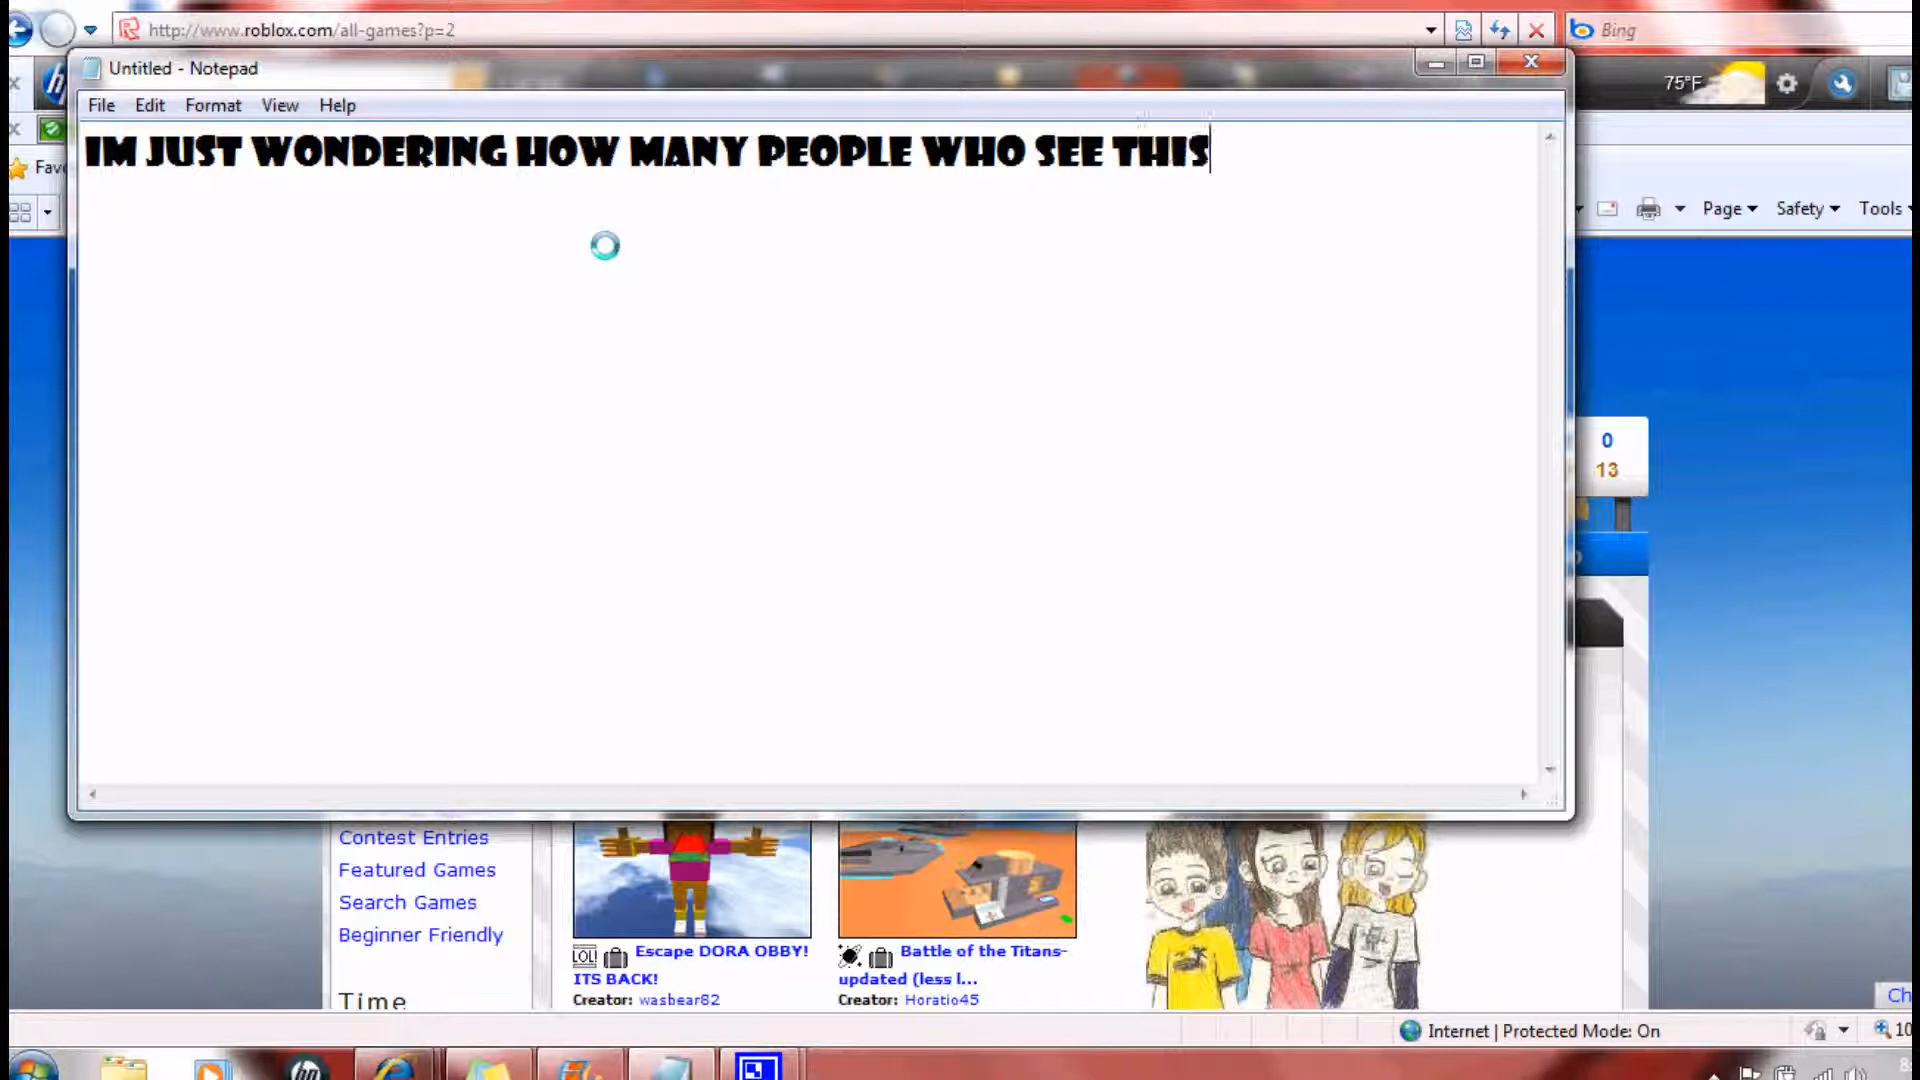 http://www.roblox.com/all-games?p=2
Bing
Untitled - Notepad
75°F
File Edit Format View Help
IM JUST WONDERING HOW MANY PEOPLE WHO SEE THIS
Page Safety Tools
0
13
Contest Entries
Featured Games
Search Games
Beginner Friendly
Time
LOL Escape DORA OBBY! ITS BACK!
Creator: wasbear82
Battle of the Titans- updated (less l...
Creator: Horatio45
Internet | Protected Mode: On